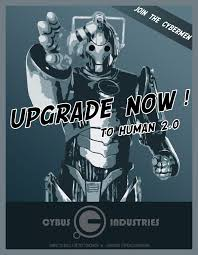 JOIN THE CYBERMEN
UPGRADE NOW !
TO HUMAN 2.0
CYBUS
INDUSTRIES